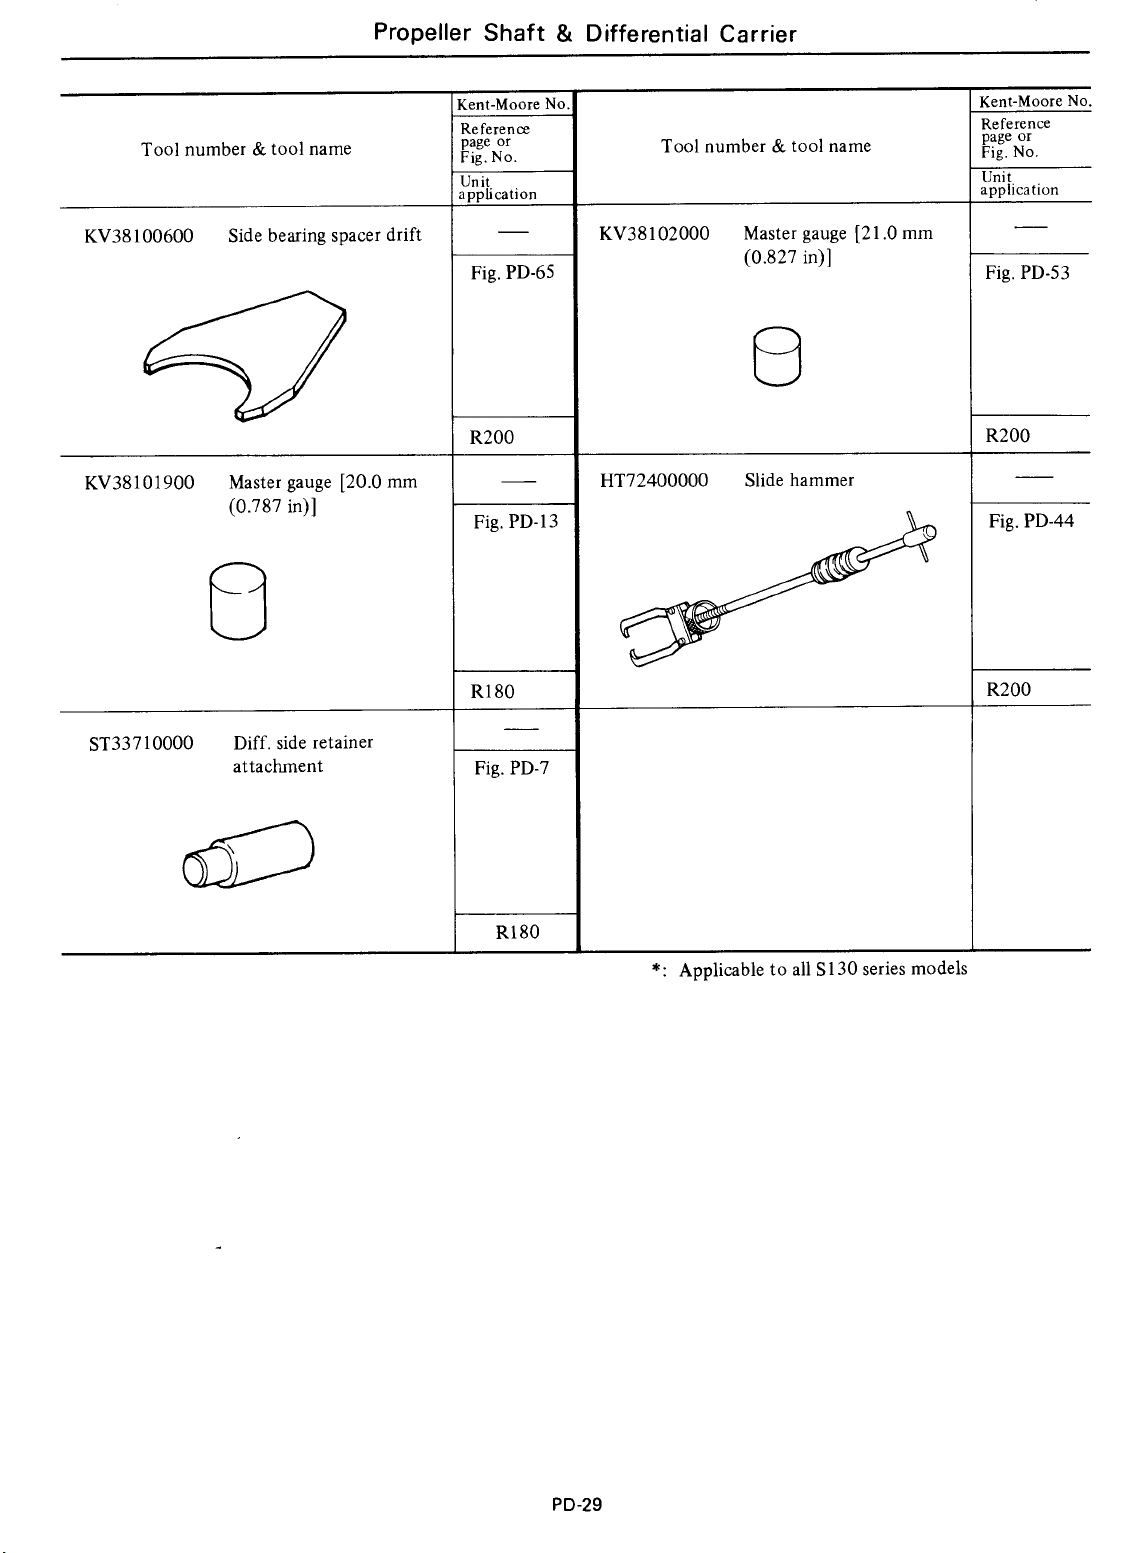 Propeller Shaft & Differential Carrier
Tool number & tool name
Kent-Moore No.
Reference
page or
Fig. No.
Unit
application
KV38100600 Side bearing spacer drift
—
Fig. PD-65
R200
KV38101900 Master gauge [20.0 mm
(0.787 in)]
—
Fig. PD-13
R180
ST33710000 Diff. side retainer
attachment
—
Fig. PD-7
R180
Tool number & tool name
Kent-Moore No.
Reference
page or
Fig. No.
Unit
application
KV38102000 Master gauge [21.0 mm
(0.827 in)]
—
Fig. PD-53
R200
HT72400000 Slide hammer
—
Fig. PD-44
R200
*: Applicable to all S130 series models
PD-29